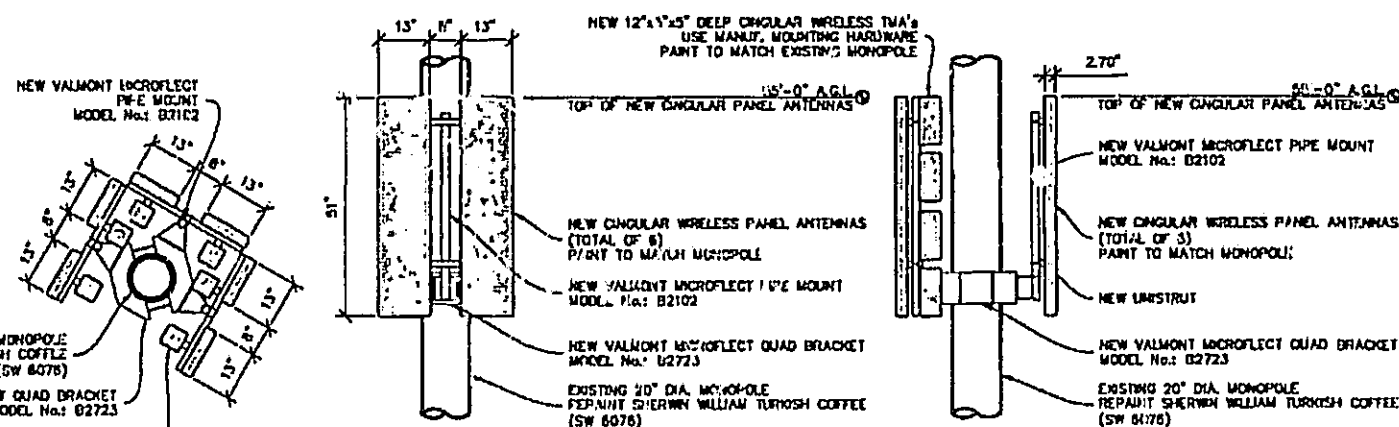 NEW VALMONT MICROFLECT
PIPE MOUNT
MODEL No.: B2102
13"
8"
13"
13"
8"
13"
13"
8"
13"
MONOPOLE
COFFEE
(SW 6076)
QUAD BRACKET
MODEL No.: B2723
13"
13"
NEW 12" 5" DEEP CINGULAR WIRELESS TMA's
USE MANUF. MOUNTING HARDWARE
PAINT TO MATCH EXISTING MONOPOLE
A.G.L.
TOP OF NEW CINGULAR PANEL ANTENNAS
51"
NEW CINGULAR WIRELESS PANEL ANTENNAS
(TOTAL OF 6)
PAINT TO MATCH MONOPOLE
NEW VALMONT MICROFLECT PIPE MOUNT
MODEL No.: B2102
NEW VALMONT MICROFLECT QUAD BRACKET
MODEL No.: B2723
EXISTING 20" DIA. MONOPOLE
REPAINT SHERWIN WILLIAM TURKISH COFFEE
(SW 6076)
2.70"
A.G.L.
TOP OF NEW CINGULAR PANEL ANTENNAS
NEW VALMONT MICROFLECT PIPE MOUNT
MODEL No.: B2102
NEW CINGULAR WIRELESS PANEL ANTENNAS
(TOTAL OF 3)
PAINT TO MATCH MONOPOLE
NEW UNISTRUT
NEW VALMONT MICROFLECT QUAD BRACKET
MODEL No.: B2723
EXISTING 20" DIA. MONOPOLE
REPAINT SHERWIN WILLIAM TURKISH COFFEE
(SW 6076)